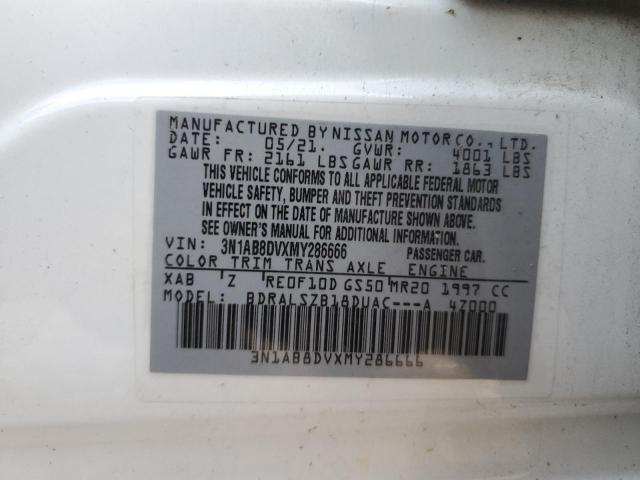 MANUFACTURED BY NISSAN MOTOR CO., LTD.
DATE: 05/21. GVWR: 4001 LBS
GAWR FR: 2161 LBS GAWR RR: 1863 LBS
THIS VEHICLE CONFORMS TO ALL APPLICABLE FEDERAL MOTOR
VEHICLE SAFETY, BUMPER AND THEFT PREVENTION STANDARDS
IN EFFECT ON THE DATE OF MANUFACTURE SHOWN ABOVE.
SEE OWNER'S MANUAL FOR ADDITIONAL INFORMATION
VIN: 3N1AB8DVXMY286666 PASSENGER CAR.
COLOR TRIM TRANS AXLE ENGINE
XAB Z RE0F10D GS50 MR20 1997 CC
MODEL: BDRALSZB18DUAC---A 4Z000
3N1AB8DVXMY286666